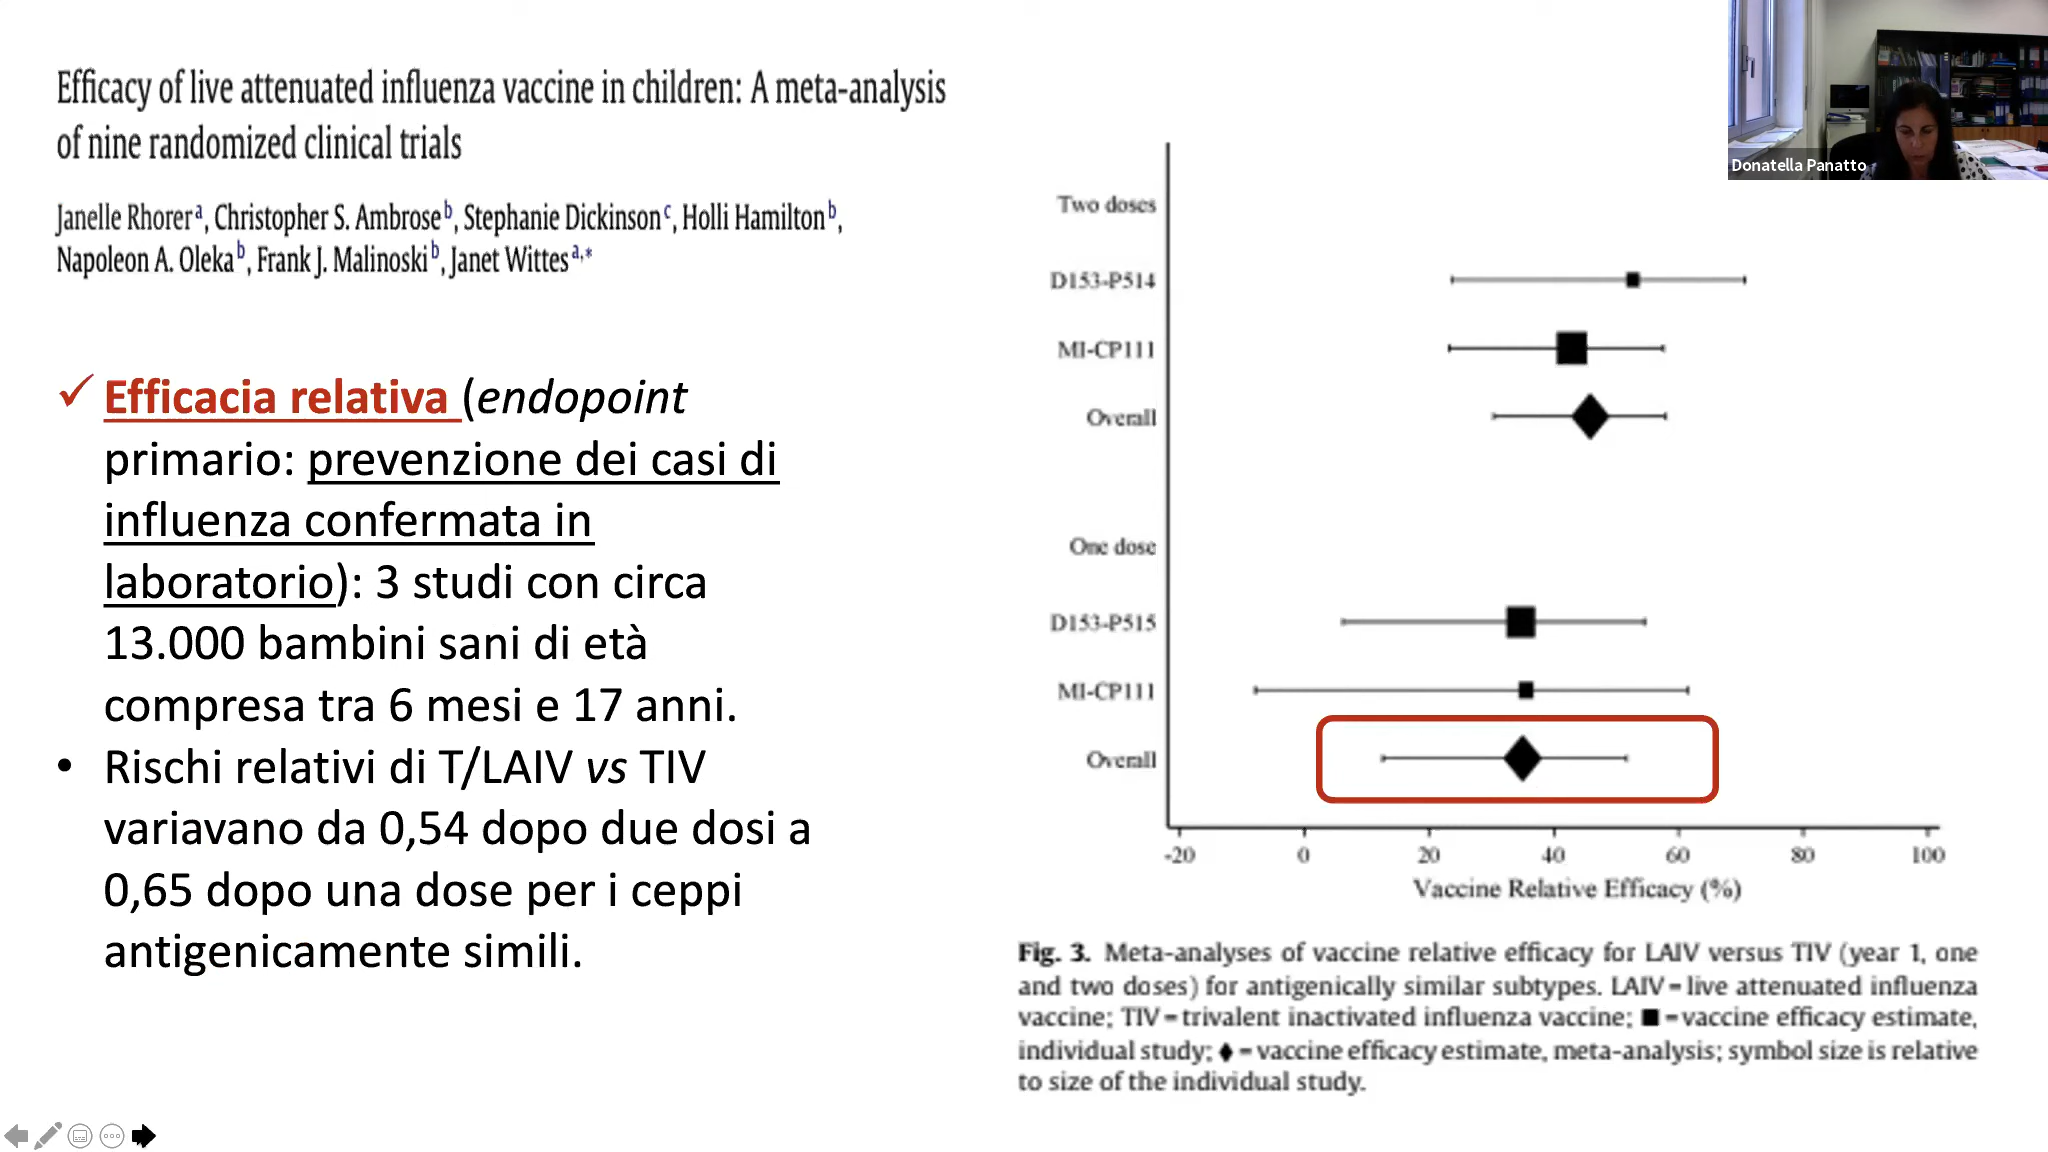 Efficacy of live attenuated influenza vaccine in children: A meta-analysis
of nine randomized clinical trials
Janelle Rhorer a, Christopher S. Ambrose b, Stephanie Dickinson c, Holli Hamilton b,
Napoleon A. Oleka b, Frank J. Malinoski b, Janet Wittes a,*
✓ Efficacia relativa (endopoint
primario: prevenzione dei casi di
influenza confermata in
laboratorio): 3 studi con circa
13.000 bambini sani di età
compresa tra 6 mesi e 17 anni.
• Rischi relativi di T/LAIV vs TIV
variavano da 0,54 dopo due dosi a
0,65 dopo una dose per i ceppi
antigenicamente simili.
Donatella Panatto
Two doses
D153-P514
MI-CP111
Overall
One dose
D153-P515
MI-CP111
Overall
-20 0 20 40 60 80 100
Vaccine Relative Efficacy (%)
Fig. 3. Meta-analyses of vaccine relative efficacy for LAIV versus TIV (year 1, one
and two doses) for antigenically similar subtypes. LAIV = live attenuated influenza
vaccine; TIV = trivalent inactivated influenza vaccine; ■ = vaccine efficacy estimate,
individual study; ♦ = vaccine efficacy estimate, meta-analysis; symbol size is relative
to size of the individual study.